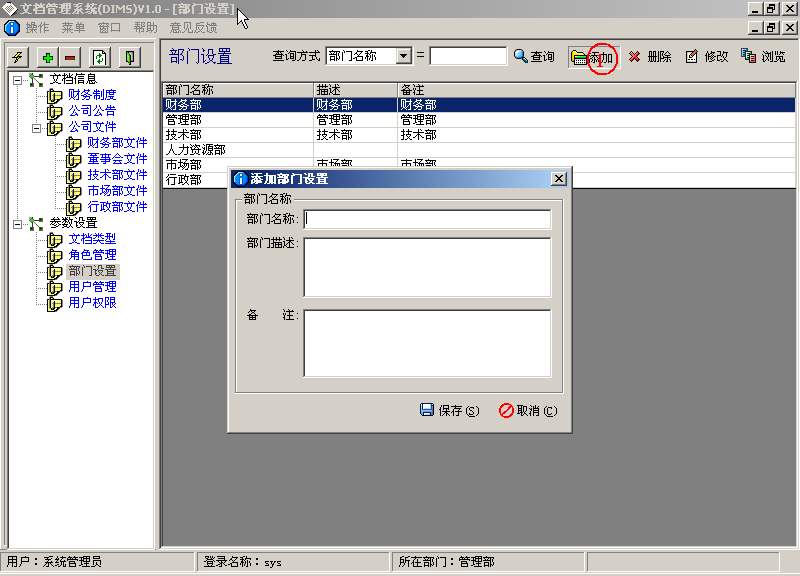 文档管理系统(DIMS)V1.0 - [部门设置]
操作 菜单 窗口 帮助 意见反馈
部门设置 查询方式 部门名称 = 查询 添加 删除 修改 浏览
文档信息
财务制度
公司公告
公司文件
财务部文件
董事会文件
技术部文件
市场部文件
行政部文件
参数设置
文档类型
角色管理
部门设置
用户管理
用户权限
部门名称 描述 备注
财务部 财务部 财务部
管理部 管理部 管理部
技术部 技术部 技术部
人力资源部
市场部 市场部 市场部
行政部
添加部门设置
部门名称
部门名称:
部门描述:
备 注:
保存(S) 取消(C)
用户：系统管理员 登录名称：sys 所在部门：管理部